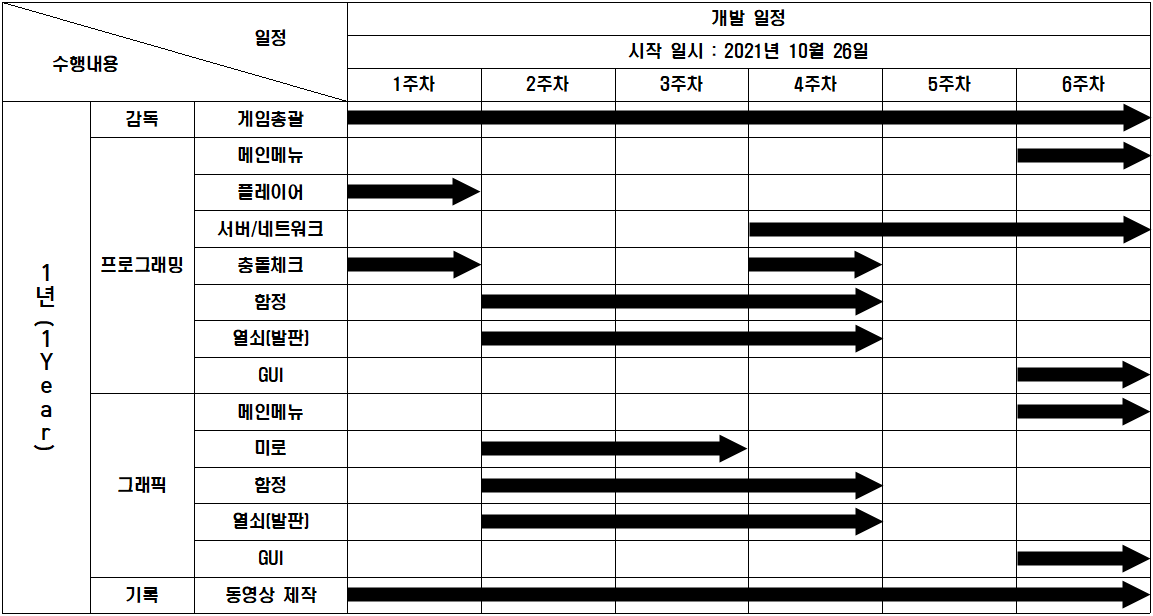 일정
수행내용
개발 일정
시작 일시 : 2021년 10월 26일
1주차 2주차 3주차 4주차 5주차 6주차
1년(1Year)
감독
게임총괄
프로그래밍
메인메뉴
플레이어
서버/네트워크
충돌체크
함정
열쇠(발판)
GUI
그래픽
메인메뉴
미로
함정
열쇠(발판)
GUI
기록
동영상 제작